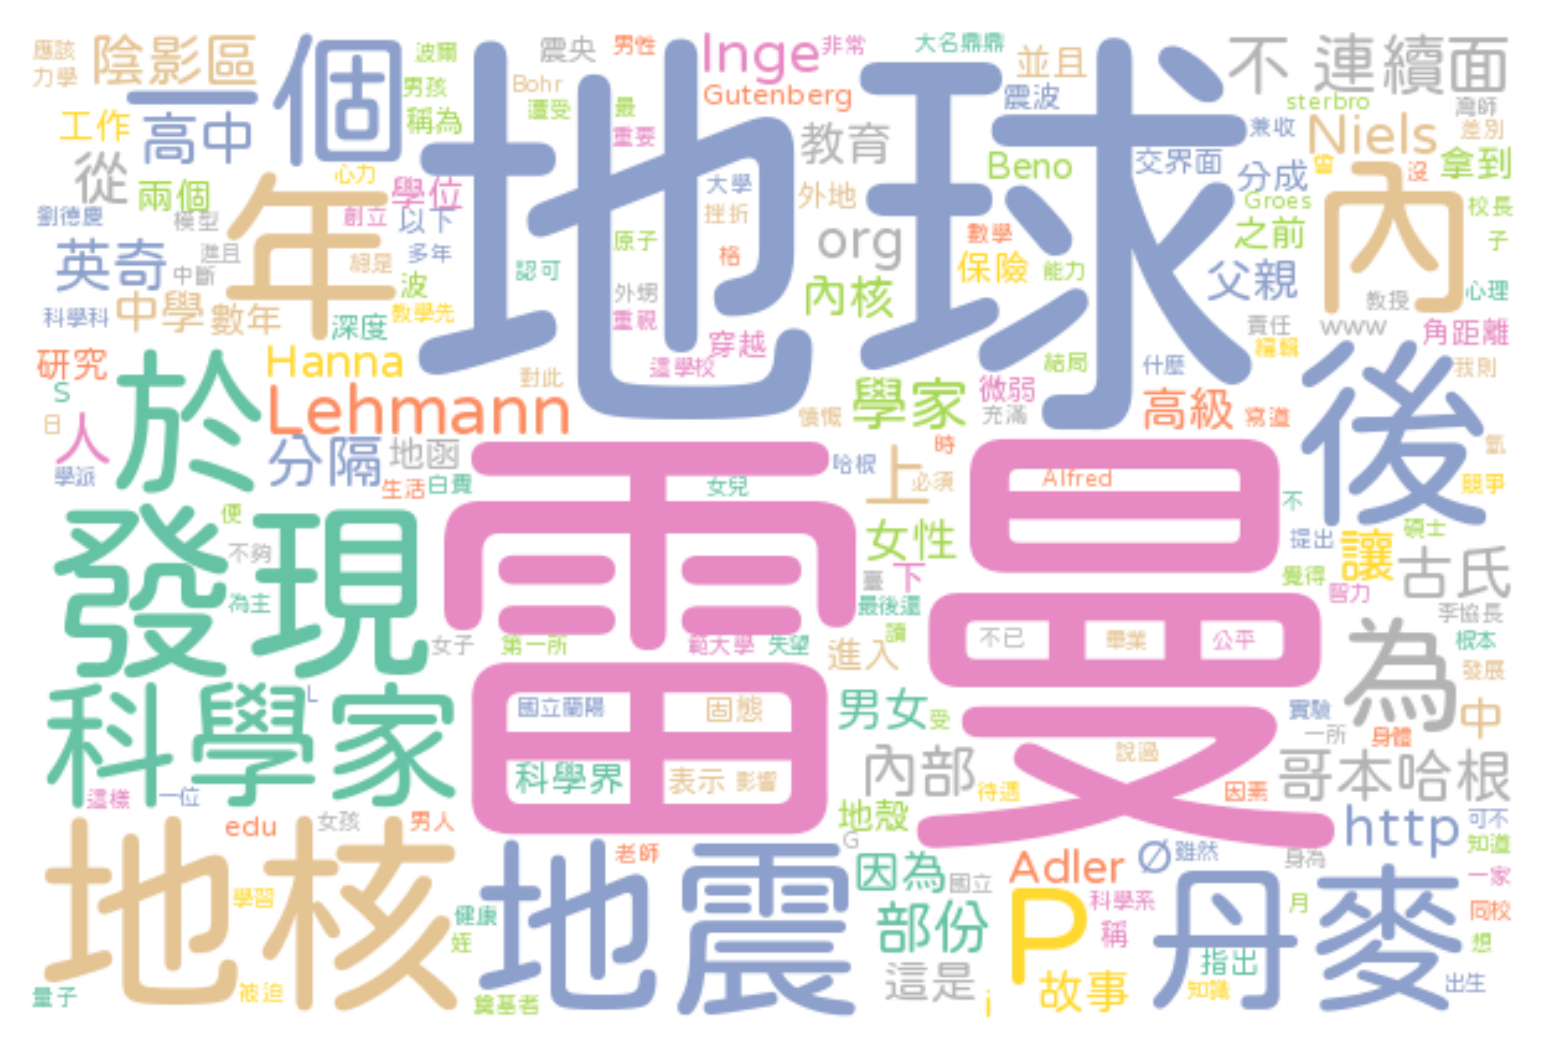 應該
力學
陰影區
一個
波爾
男孩
震央
男性
Inge
非常
大名鼎鼎
並且
不
連續面
Bohr
遭受
最
Gutenberg
震波
sterbro
灣師
工作
高中
稱為
重要
教育
地球
兼收
Niels
差別
從
兩個
心力
學位
大學
Beno
交界面
分成
曾
沒
拿到
劉德慶
模型
年
創立
以下
挫折
外地
Groes
內
校長
英奇
進且
總是
多年
原子
格
org
數學
之前
子
中斷
波
認可
外甥
內核
保險
能力
父親
教授
心理
科學科
中學
數年
深度
教學先
重視
穿越
責任
www
角距離
研究
S
Hanna
對此
這學校
結局
什麼
編輯
後
我則
日
人
於
Lehmann
憤慨
學家
微弱
充滿
高級
寫道
學派
分隔
地函
生活
白費
女兒
哈根
上
時
必須
Alfred
不
氫
競爭
發現
便
不夠
為主
雷曼
女性
臺
下
最後還
讀
提出
讓
碩士
覺得
智力
古氏
李協長
女子
第一所
範大學
失望
進入
不已
畢業
公平
為
根本
發展
科學家
L
國立蘭陽
固態
男女
受
實驗
一所
身體
中
這樣
一位
科學界
表示
影響
內部
待遇
說過
因素
哥本哈根
edu
女孩
男人
地殼
G
http
可不
知道
地核
地震
老師
因為
國立
Adler
Ø
雖然
身為
一家
學習
健康
姪
部份
P
科學系
稱
丹麥
月
同校
想
量子
被迫
奠基者
這是
i
故事
指出
知識
出生